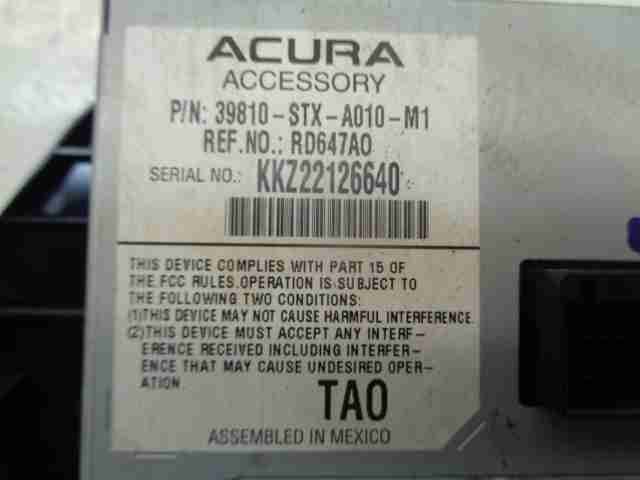 ACURA
ACCESSORY
P/N: 39810-STX-A010-M1
REF.NO.: RD647A0
SERIAL NO.: KKZ22126640
THIS DEVICE COMPLIES WITH PART 15 OF
THE FCC RULES.OPERATION IS SUBJECT TO
THE FOLLOWING TWO CONDITIONS:
(1)THIS DEVICE MAY NOT CAUSE HARMFUL INTERFERENCE.
(2)THIS DEVICE MUST ACCEPT ANY INTERF-
ERENCE RECEIVED INCLUDING INTERFER-
ENCE THAT MAY CAUSE UNDESIRED OPER-
ATION.
TA0
ASSEMBLED IN MEXICO